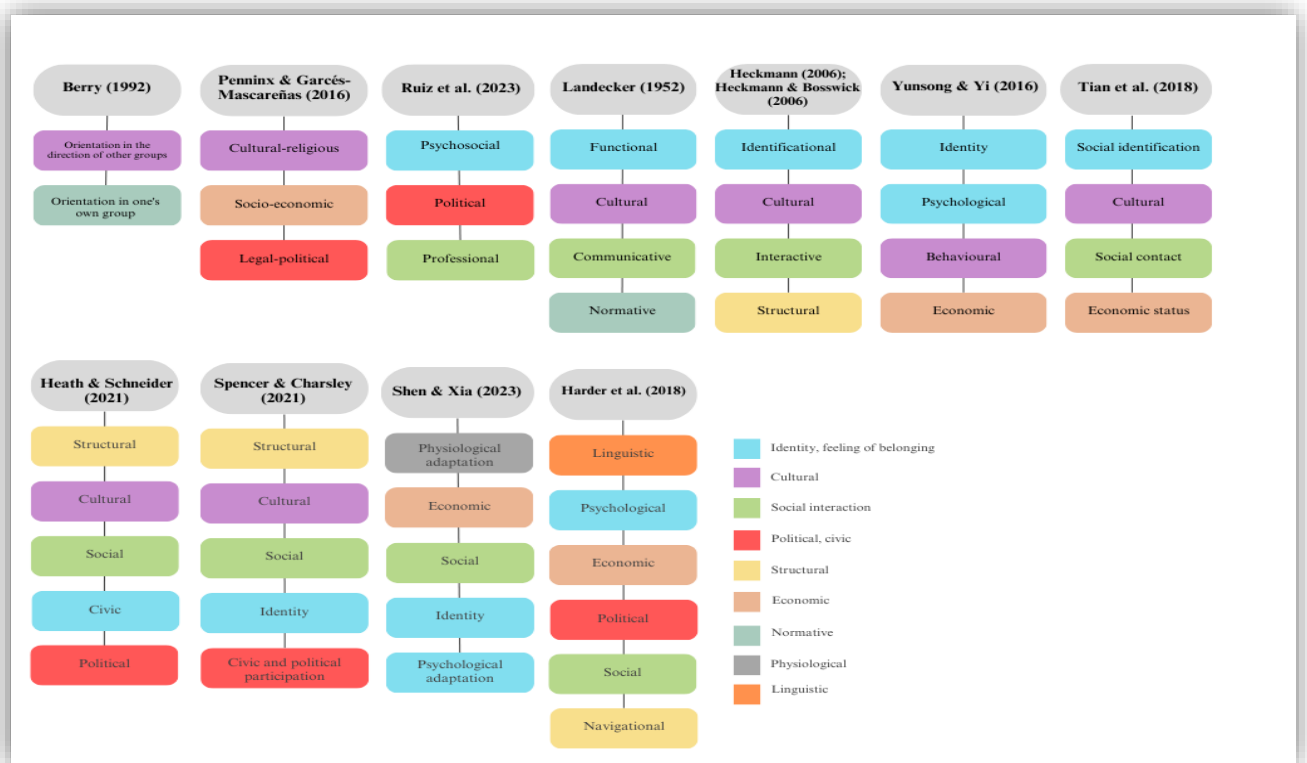 Berry (1992)
Orientation in the
direction of other groups
Orientation in one's
own group
Penninx & Garcés-
Mascareñas (2016)
Cultural-religious
Socio-economic
Legal-political
Ruiz et al. (2023)
Psychosocial
Political
Professional
Landecker (1952)
Functional
Cultural
Communicative
Normative
Heckmann (2006);
Heckmann & Bosswick
(2006)
Identificational
Cultural
Interactive
Structural
Yunsong & Yi (2016)
Identity
Psychological
Behavioural
Economic
Tian et al. (2018)
Social identification
Cultural
Social contact
Economic status
Heath & Schneider
(2021)
Structural
Cultural
Social
Civic
Political
Spencer & Charsley
(2021)
Structural
Cultural
Social
Identity
Civic and political
participation
Shen & Xia (2023)
Physiological
adaptation
Economic
Social
Identity
Psychological
adaptation
Harder et al. (2018)
Linguistic
Psychological
Economic
Political
Social
Navigational
Identity, feeling of belonging
Cultural
Social interaction
Political, civic
Structural
Economic
Normative
Physiological
Linguistic